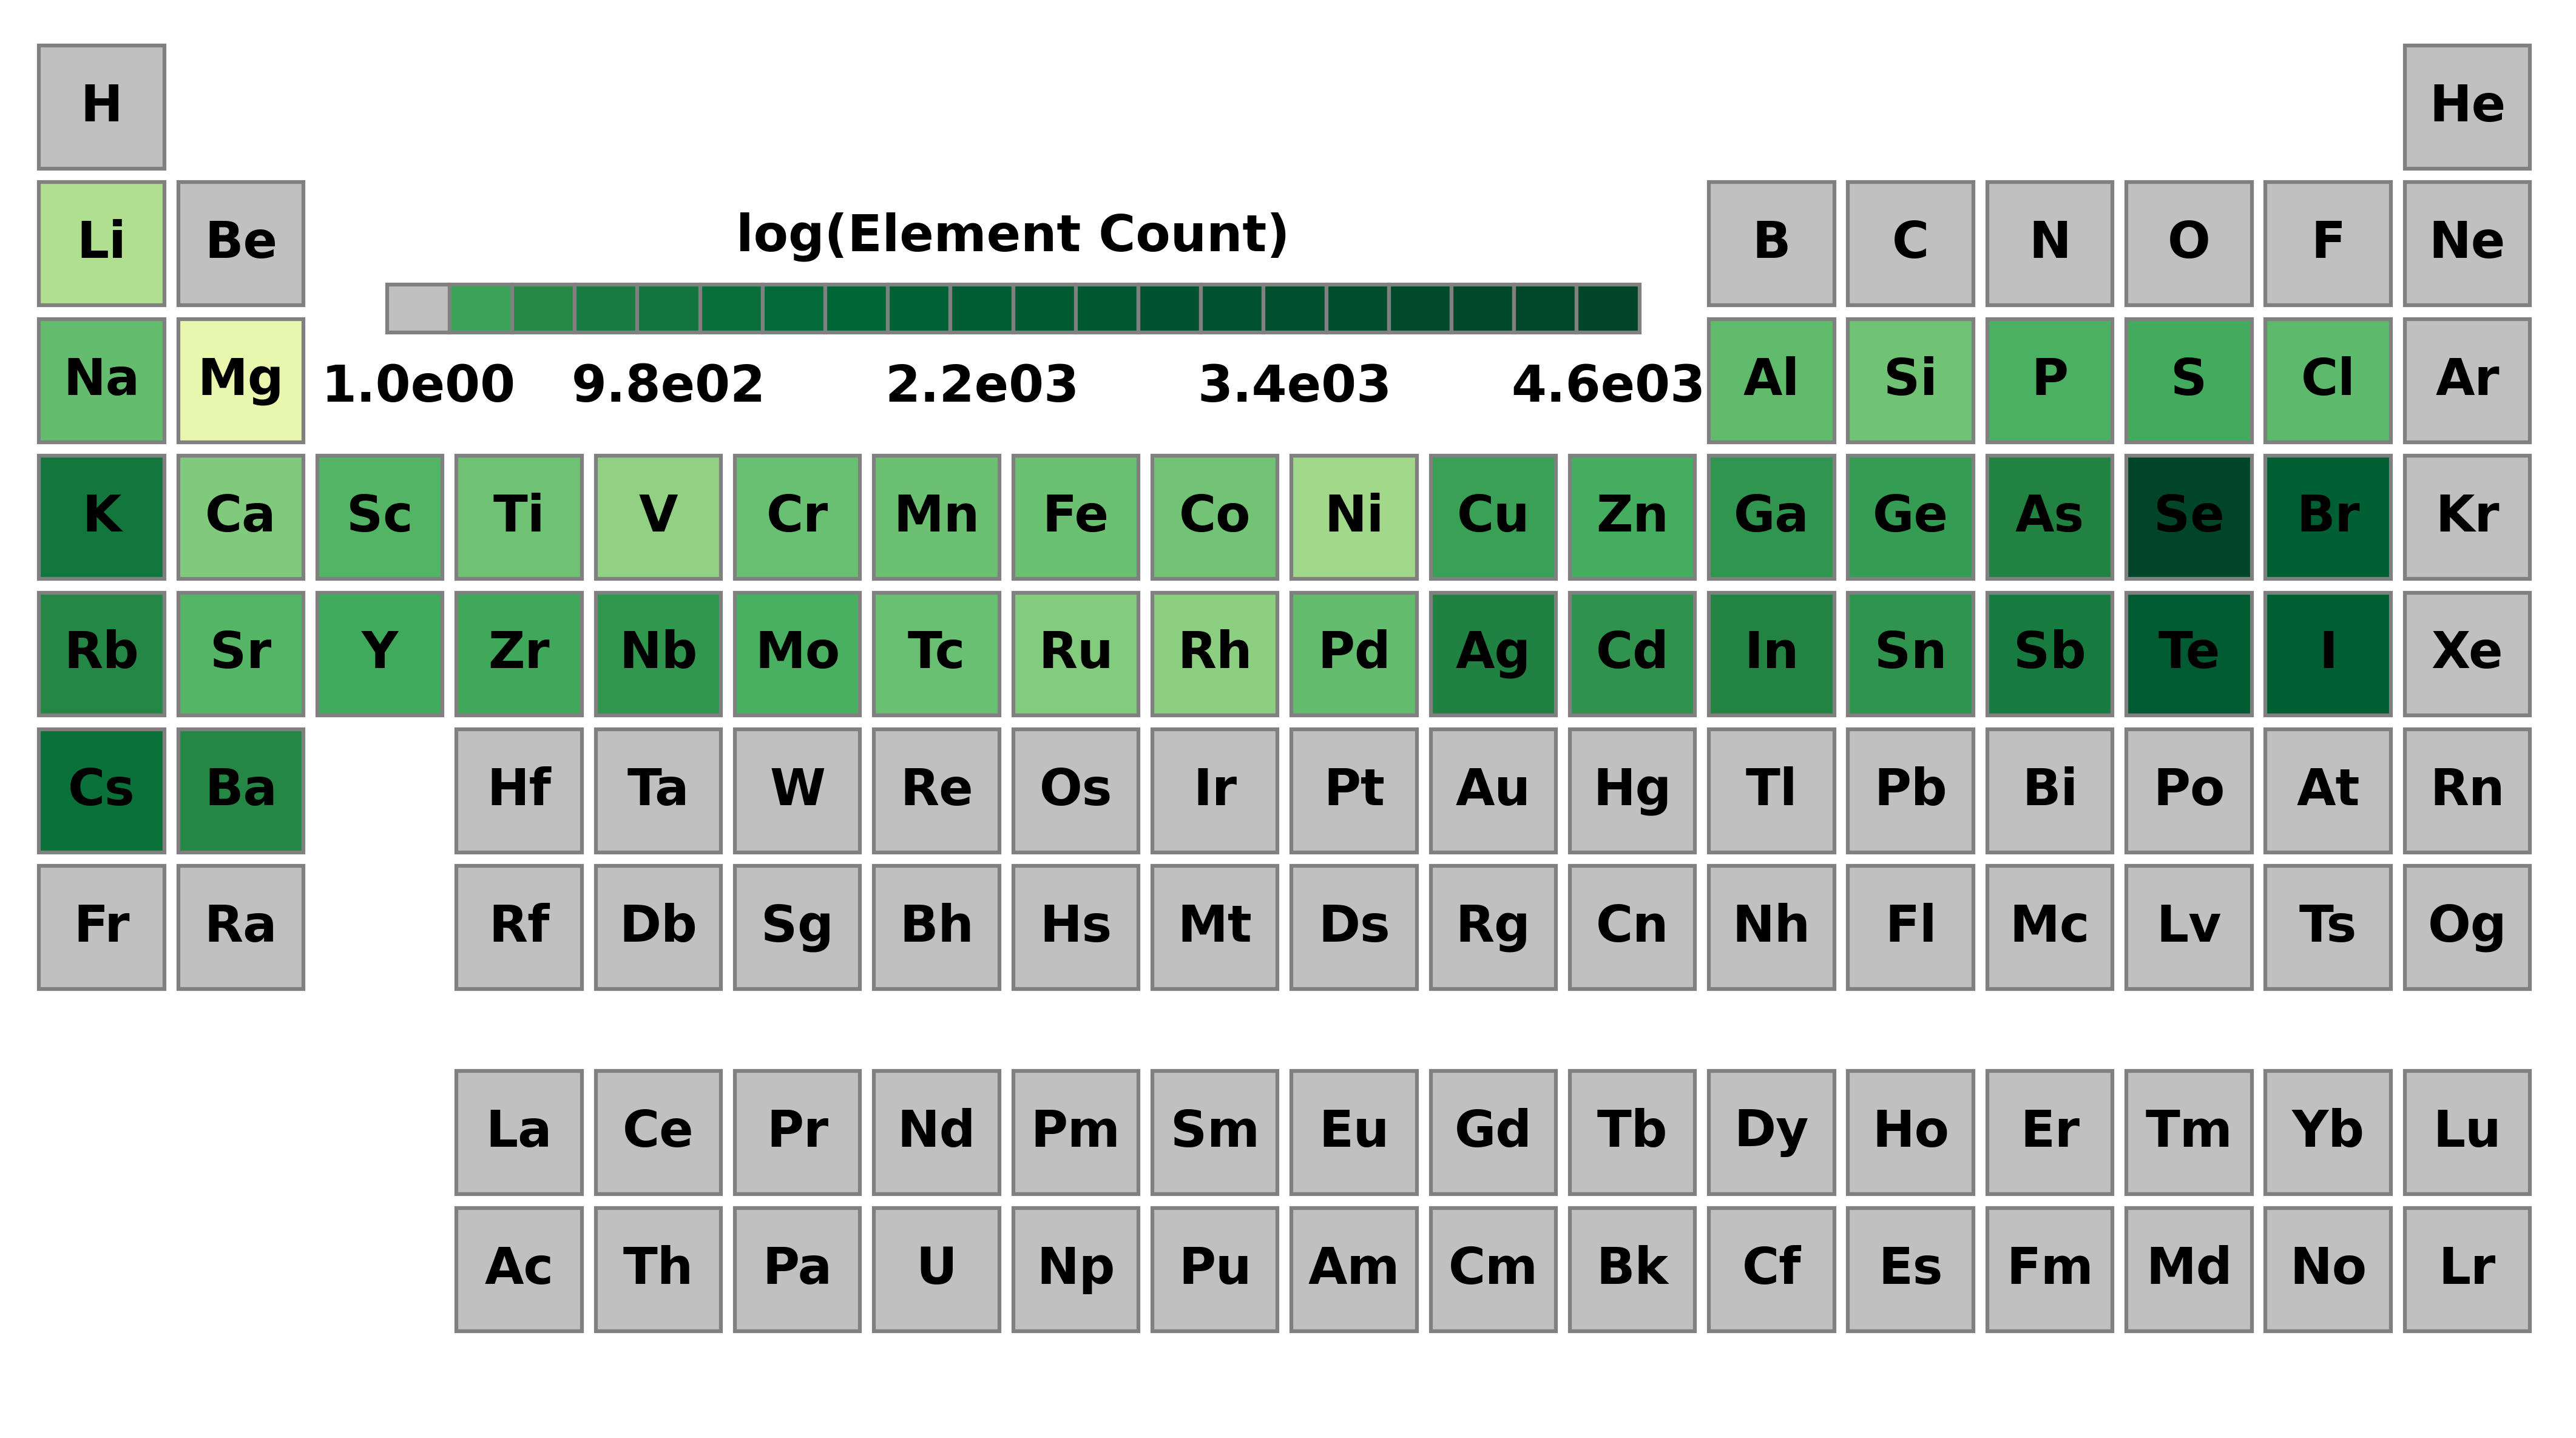 H He
Li Be B C N O F Ne
log(Element Count)
Na Mg Al Si P S Cl Ar
1.0e00 9.8e02 2.2e03 3.4e03 4.6e03
K Ca Sc Ti V Cr Mn Fe Co Ni Cu Zn Ga Ge As Se Br Kr
Rb Sr Y Zr Nb Mo Tc Ru Rh Pd Ag Cd In Sn Sb Te I Xe
Cs Ba Hf Ta W Re Os Ir Pt Au Hg Tl Pb Bi Po At Rn
Fr Ra Rf Db Sg Bh Hs Mt Ds Rg Cn Nh Fl Mc Lv Ts Og
La Ce Pr Nd Pm Sm Eu Gd Tb Dy Ho Er Tm Yb Lu
Ac Th Pa U Np Pu Am Cm Bk Cf Es Fm Md No Lr